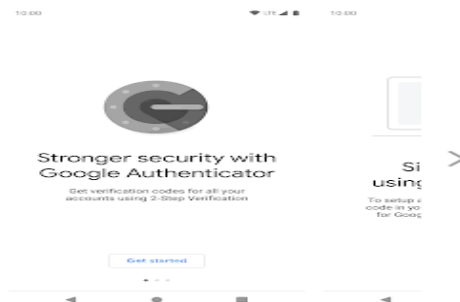 10:00
LTE
Stronger security with
Google Authenticator
Get verification codes for all your
accounts using 2-Step Verification
Get started
10:00
Si
using
To setup a
code in yo
for Goog